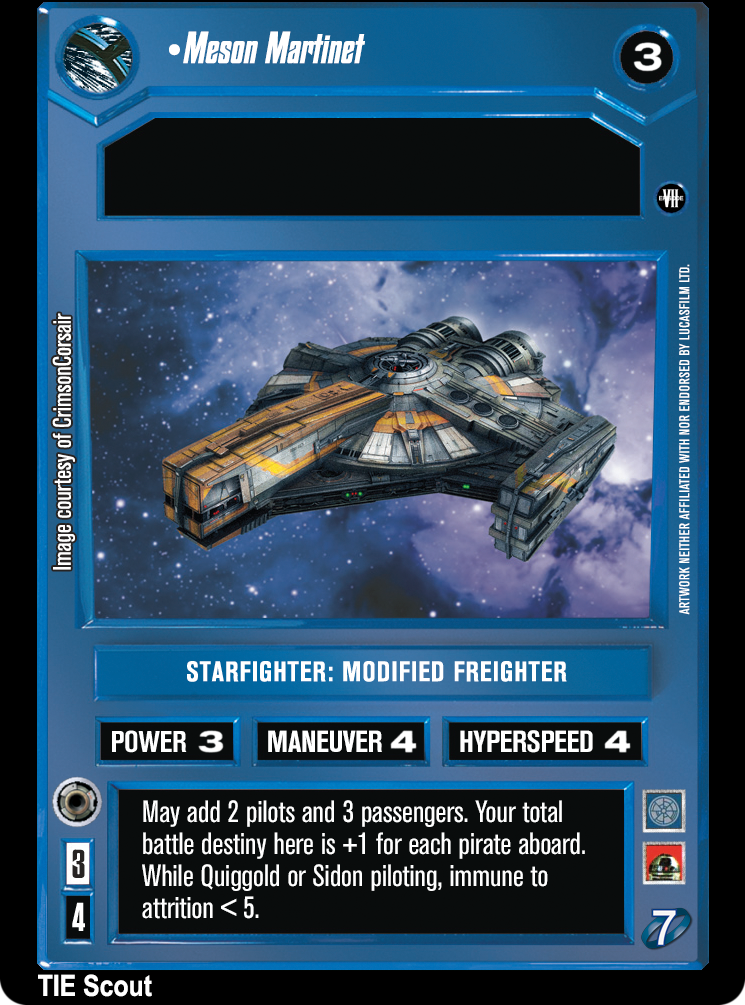 •Meson Martinet
3
EPISODE
VII
Image courtesy of CrimsonCorsair
ARTWORK NEITHER AFFILIATED WITH NOR ENDORSED BY LUCASFILM LTD.
STARFIGHTER: MODIFIED FREIGHTER
POWER 3
MANEUVER 4
HYPERSPEED 4
May add 2 pilots and 3 passengers. Your total
battle destiny here is +1 for each pirate aboard.
While Quiggold or Sidon piloting, immune to
attrition < 5.
3
4
7
TIE Scout